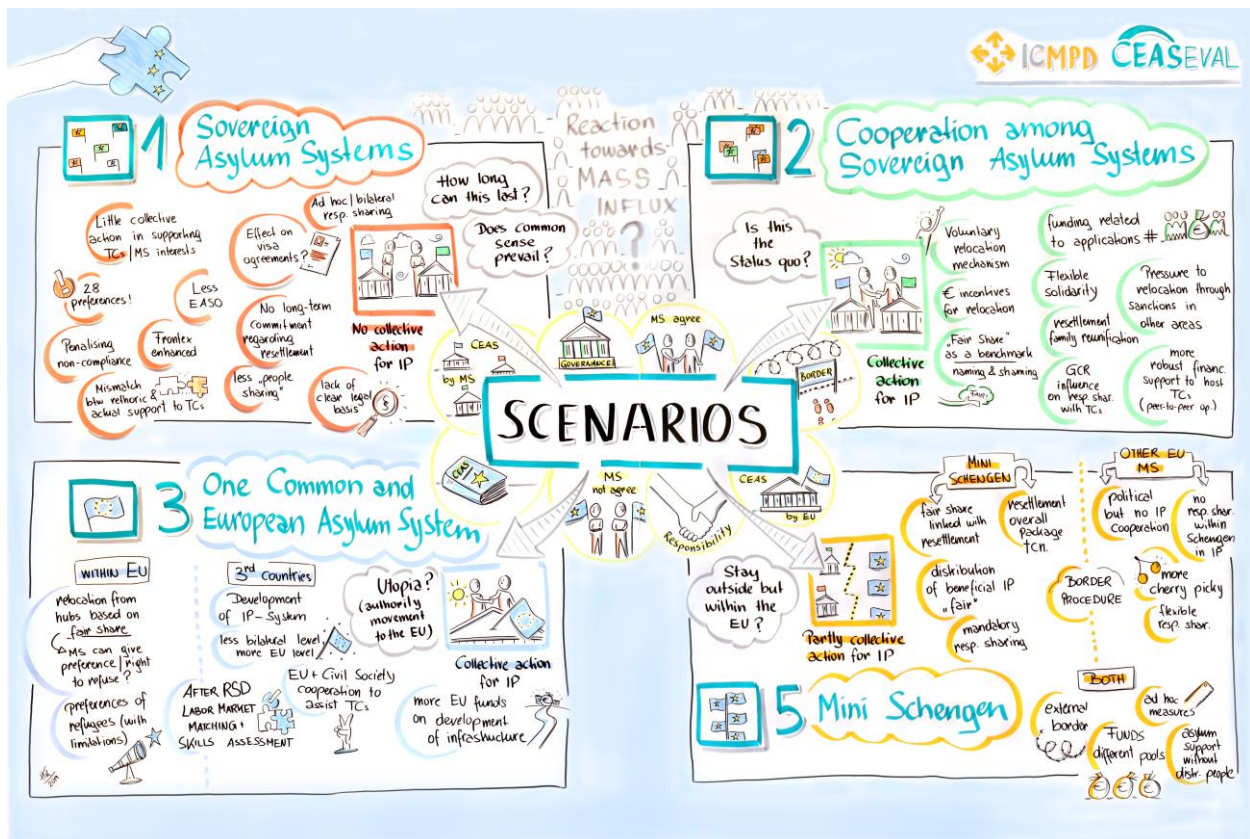 ICMPD CEASEVAL
1 Sovereign
Asylum Systems
Reaction
towards
MASS
INFLUX
?
How long
can this last?
Does common
sense
prevail?
Ad hoc/bilateral
resp. sharing
Little collective
action in supporting
TCs/MS interests
Effect on
visa
agreements?
28
preferences!
Less
EASO
No long-term
commitment
regarding
resettlement
Penalising
non-compliance
Frontex
enhanced
Mismatch
btw rethoric &
actual support to TCs
less "people
sharing"
lack of
clear legal
basis
§
No collective
action
for IP
2 Cooperation among
Sovereign Asylum Systems
Is this
the
Status quo?
Collective
action
for IP
Voluntary
relocation
mechanism
€ incentives
for relocation
"Fair Share"
as a benchmark
naming & shaming
FAIR
funding related
to applications #
€
Flexible
solidarity
resettlement
family reunification
GCR
influence
on resp. shar.
with TCs
Pressure to
relocation through
sanctions in
other areas
more
robust financ.
support to host
TCs
(peer-to-peer op.)
SCENARIOS
CEAS
by MS
GOVERNANCE
MS agree
BORDER
CEAS
MS
not agree
Responsibility
CEAS
by EU
3 One Common and
European Asylum System
WITHIN EU
relocation from
hubs based on
fair share
MS can give
preference/right
to refuse?
preferences of
refugees (with
limitations)
3rd countries
Development
of IP-System
less bilateral level,
more EU level
EU + Civil Society
cooperation to
assist TCs
AFTER RSD
LABOR MARKET
MATCHING +
SKILLS ASSESSMENT
Utopia?
(authority
movement
to the EU)
Collective action
for IP
more EU funds
on development
of infrastructure
Stay
outside but
within the
EU?
Partly collective
action for IP
5 Mini Schengen
MINI
SCHENGEN
fair share
linked with
resettlement
resettlement
overall
package
TCn.
distribution
of beneficial IP
"fair"
mandatory
resp. sharing
OTHER EU
MS
political
but no IP
cooperation
no
resp. shar.
within
Schengen
in IP
BORDER
PROCEDURE
more
cherry picky
flexible
resp. shar.
BOTH
external
border
ad hoc
measures
FUNDS
different pools
asylum
support
without
distr. people